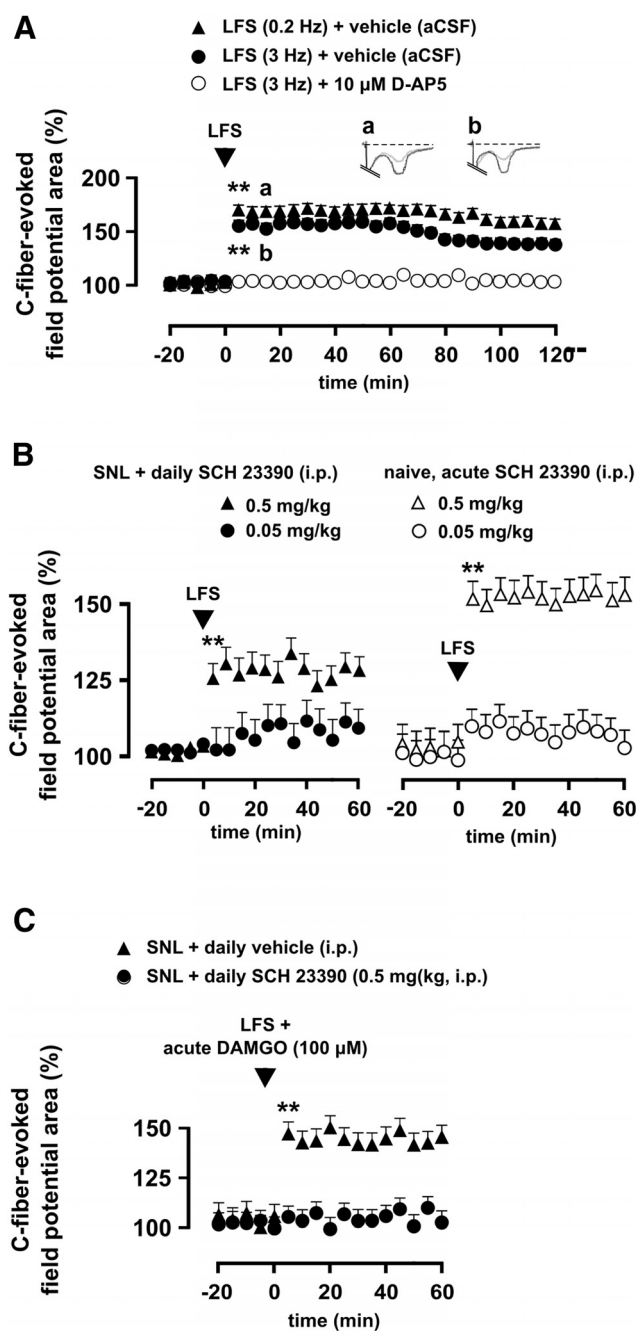 A
LFS (0.2 Hz) + vehicle (aCSF)
LFS (3 Hz) + vehicle (aCSF)
LFS (3 Hz) + 10 µM D-AP5
LFS
a
b
C-fiber-evoked
field potential area (%)
200
150
100
** a
** b
-20 0 20 40 60 80 100 120
time (min)
B
SNL + daily SCH 23390 (i.p.)
0.5 mg/kg
0.05 mg/kg
naive, acute SCH 23390 (i.p.)
0.5 mg/kg
0.05 mg/kg
C-fiber-evoked
field potential area (%)
150
125
100
LFS
**
-20 0 20 40 60
time (min)
**
LFS
-20 0 20 40 60
time (min)
C
SNL + daily vehicle (i.p.)
SNL + daily SCH 23390 (0.5 mg(kg, i.p.)
LFS +
acute DAMGO (100 µM)
C-fiber-evoked
field potential area (%)
150
125
100
**
-20 0 20 40 60
time (min)